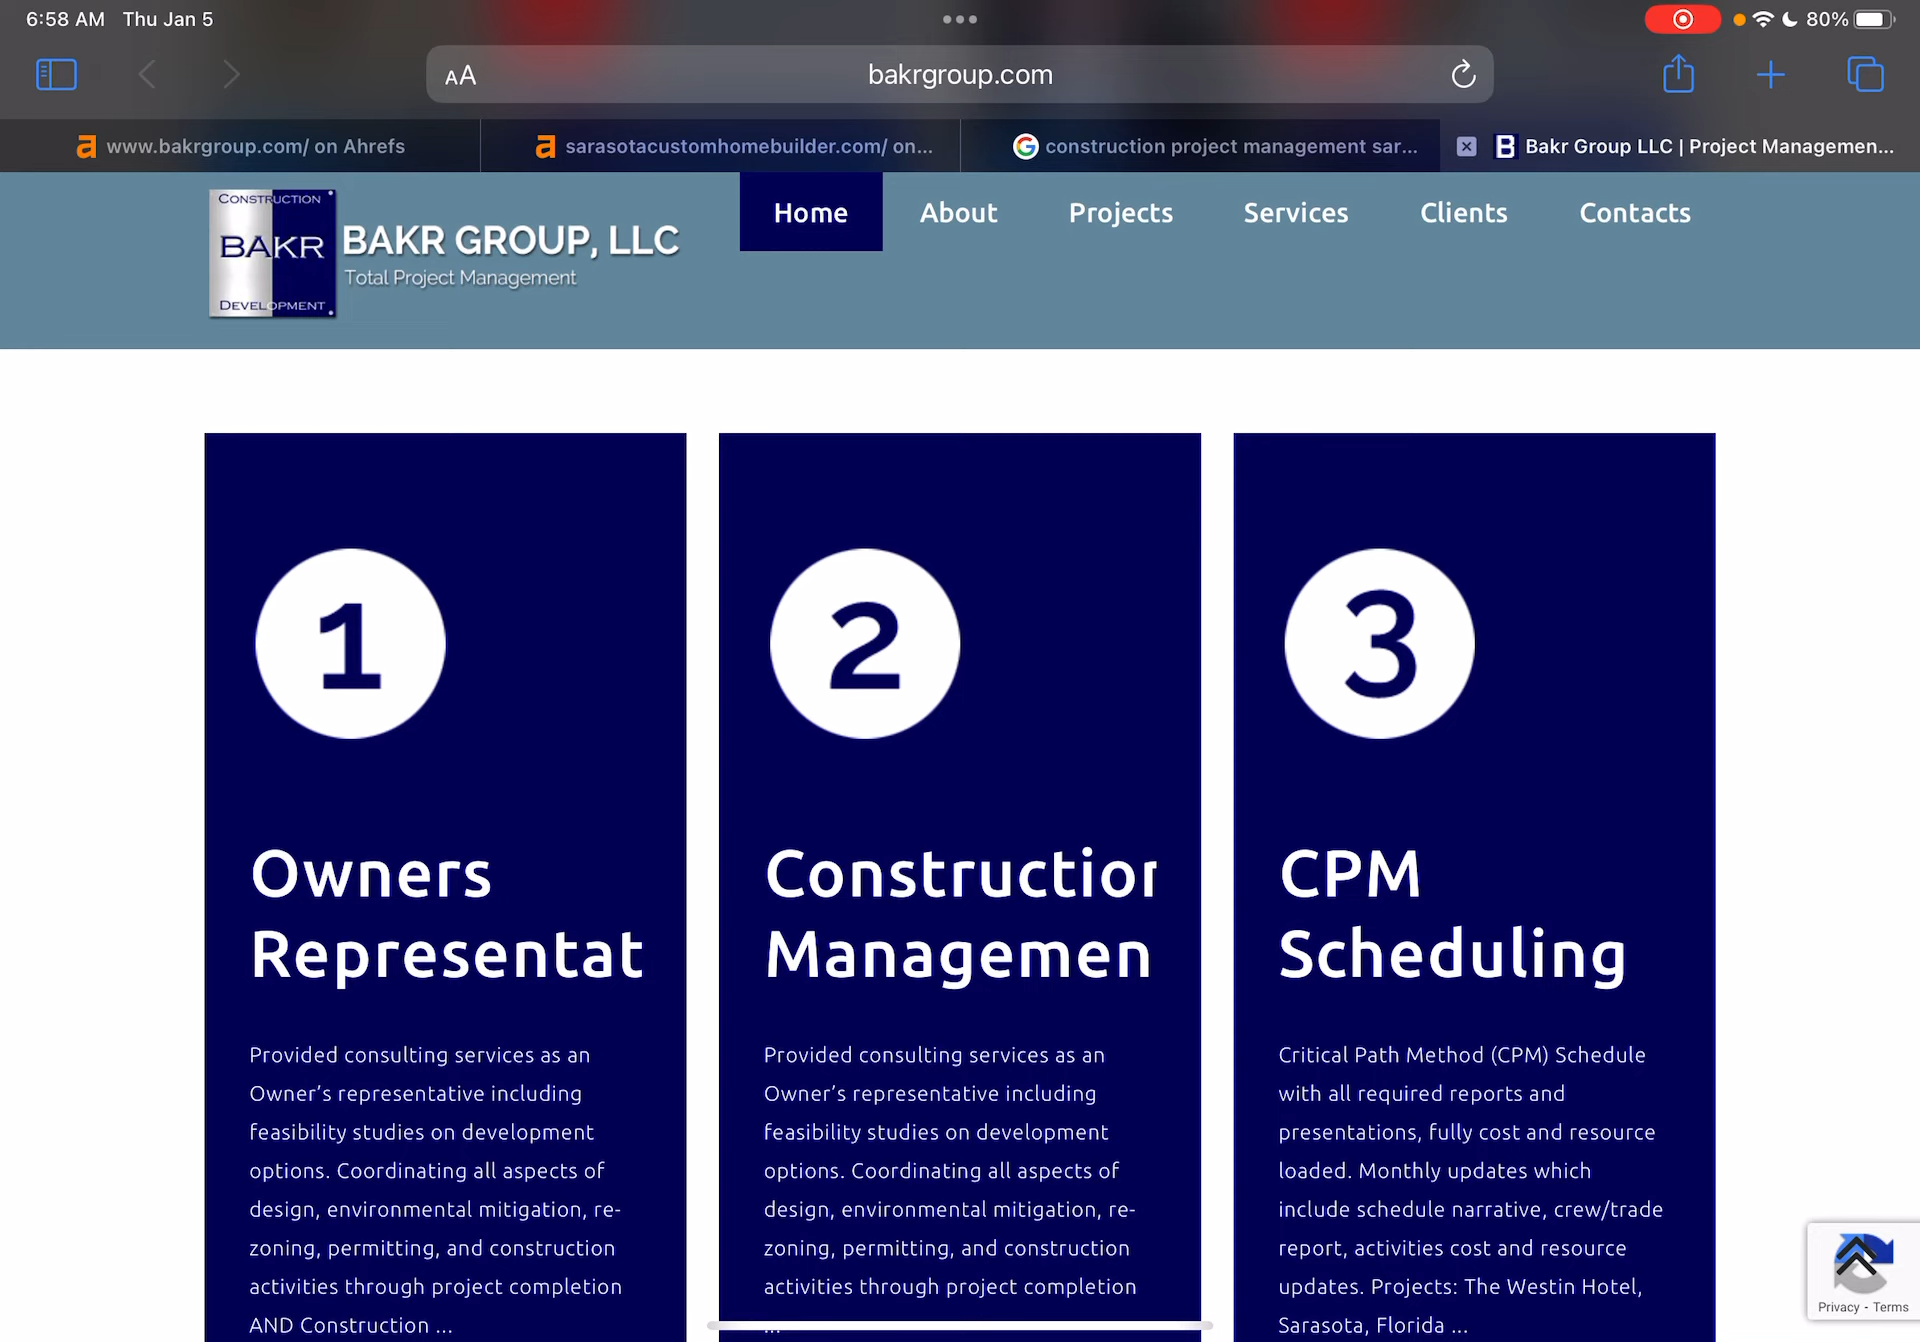 6:58 AM Thu Jan 5
80%
AA
bakrgroup.com
www.bakrgroup.com/ on Ahrefs
sarasotacustomhomebuilder.com/ on...
construction project management sar...
Bakr Group LLC | Project Managemen...
CONSTRUCTION
BAKR
DEVELOPMENT
BAKR GROUP, LLC
Total Project Management
Home
About
Projects
Services
Clients
Contacts
1
Owners
Representat
Provided consulting services as an
Owner’s representative including
feasibility studies on development
options. Coordinating all aspects of
design, environmental mitigation, re-
zoning, permitting, and construction
activities through project completion
AND Construction ...
2
Construction
Managemen
Provided consulting services as an
Owner’s representative including
feasibility studies on development
options. Coordinating all aspects of
design, environmental mitigation, re-
zoning, permitting, and construction
activities through project completion
...
3
CPM
Scheduling
Critical Path Method (CPM) Schedule
with all required reports and
presentations, fully cost and resource
loaded. Monthly updates which
include schedule narrative, crew/trade
report, activities cost and resource
updates. Projects: The Westin Hotel,
Sarasota, Florida ...
Privacy - Terms